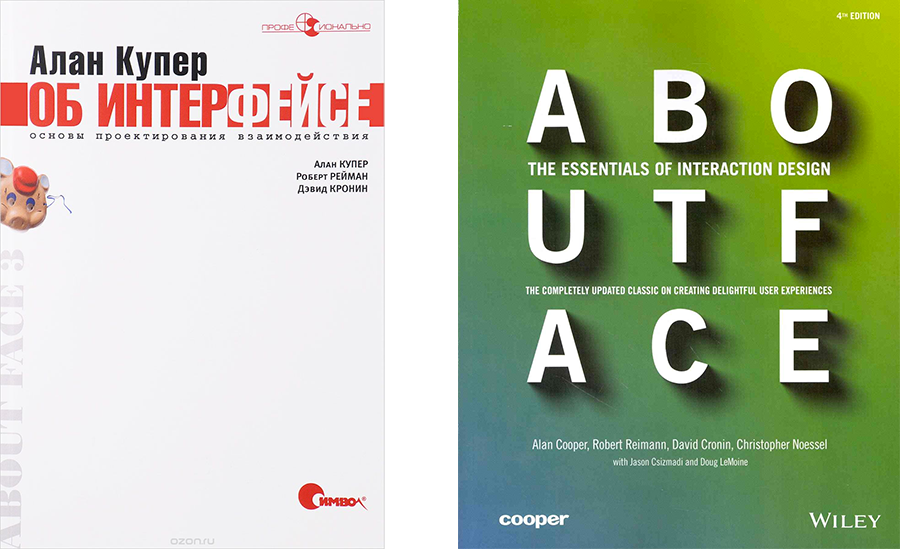 ПРОФЕССИОНАЛЬНО
Алан Купер
ОБ ИНТЕРФЕЙСЕ
основы проектирования взаимодействия
Алан КУПЕР
Роберт РЕЙМАН
Дэвид КРОНИН
ABOUT FACE 3
СИМВОЛ®
ozon.ru
4TH EDITION
A B O
THE ESSENTIALS OF INTERACTION DESIGN
U T F
THE COMPLETELY UPDATED CLASSIC ON CREATING DELIGHTFUL USER EXPERIENCES
A C E
Alan Cooper, Robert Reimann, David Cronin, Christopher Noessel
with Jason Csizmadi and Doug LeMoine
cooper
WILEY